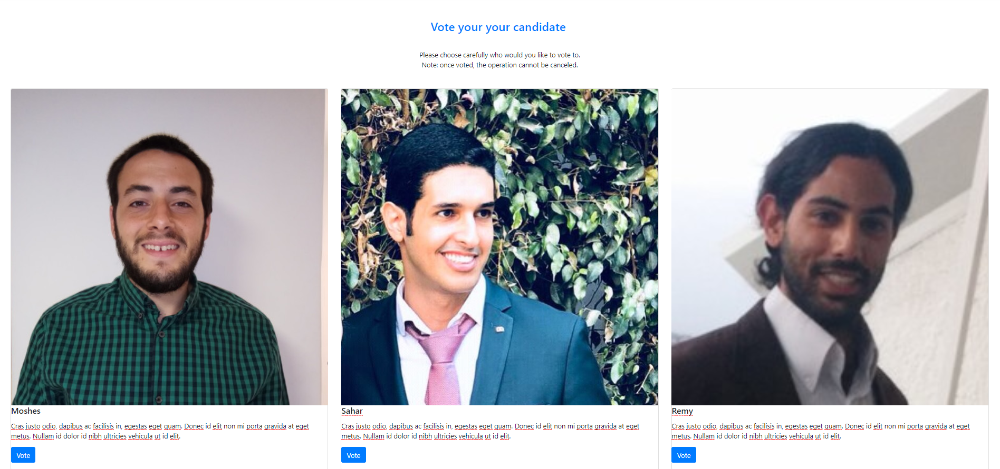 Vote your your candidate
Please choose carefully who would you like to vote to.
Note: once voted, the operation cannot be canceled.
Moshes
Cras justo odio, dapibus ac facilisis in, egestas eget quam. Donec id elit non mi porta gravida at eget
metus. Nullam id dolor id nibh ultricies vehicula ut id elit.
Vote
Sahar
Cras justo odio, dapibus ac facilisis in, egestas eget quam. Donec id elit non mi porta gravida at eget
metus. Nullam id dolor id nibh ultricies vehicula ut id elit.
Vote
Remy
Cras justo odio, dapibus ac facilisis in, egestas eget quam. Donec id elit non mi porta gravida at eget
metus. Nullam id dolor id nibh ultricies vehicula ut id elit.
Vote